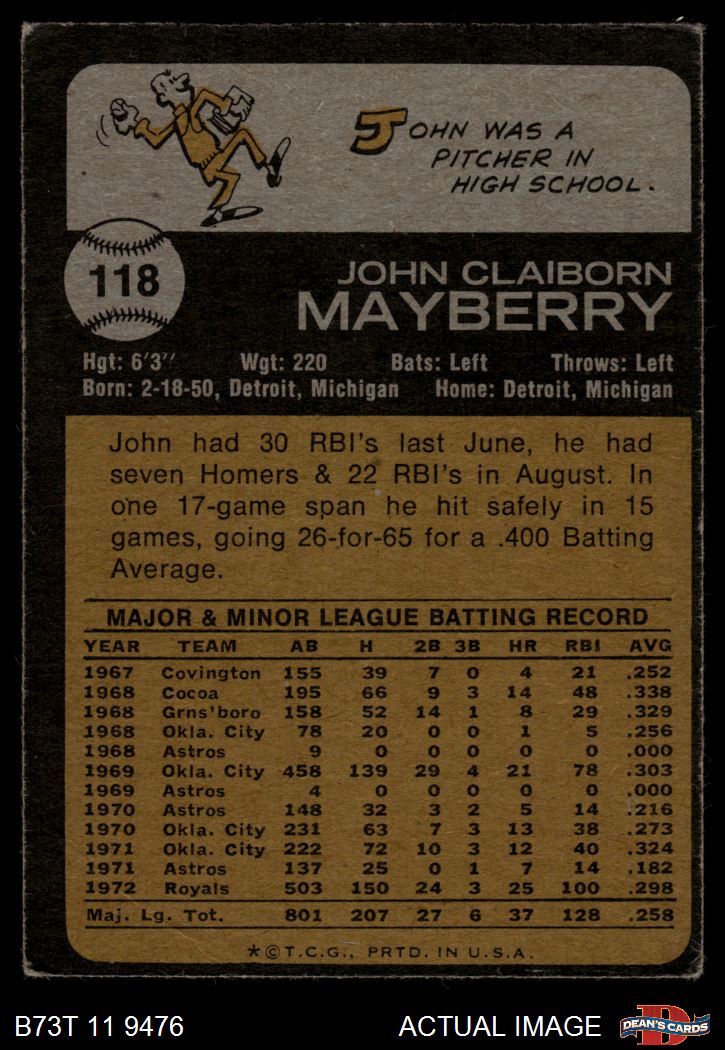 JOHN WAS A
PITCHER IN
HIGH SCHOOL.
118
JOHN CLAIBORN
MAYBERRY
Hgt: 6'3" Wgt: 220 Bats: Left Throws: Left
Born: 2-18-50, Detroit, Michigan Home: Detroit, Michigan
John had 30 RBI's last June, he had
seven Homers & 22 RBI's in August. In
one 17-game span he hit safely in 15
games, going 26-for-65 for a .400 Batting
Average.
MAJOR & MINOR LEAGUE BATTING RECORD
YEAR TEAM AB H 2B 3B HR RBI AVG
1967 Covington 155 39 7 0 4 21 .252
1968 Cocoa 195 66 9 3 14 48 .338
1968 Grns'boro 158 52 14 1 8 29 .329
1968 Okla. City 78 20 0 0 1 5 .256
1968 Astros 9 0 0 0 0 0 .000
1969 Okla. City 458 139 29 4 21 78 .303
1969 Astros 4 0 0 0 0 0 .000
1970 Astros 148 32 3 2 5 14 .216
1970 Okla. City 231 63 7 3 13 38 .273
1971 Okla. City 222 72 10 3 12 40 .324
1971 Astros 137 25 0 1 7 14 .182
1972 Royals 503 150 24 3 25 100 .298
Maj. Lg. Tot. 801 207 27 6 37 128 .258
*©T.C.G., PRTD. IN U.S.A.
B73T 11 9476 ACTUAL IMAGE D DEAN'S CARDS